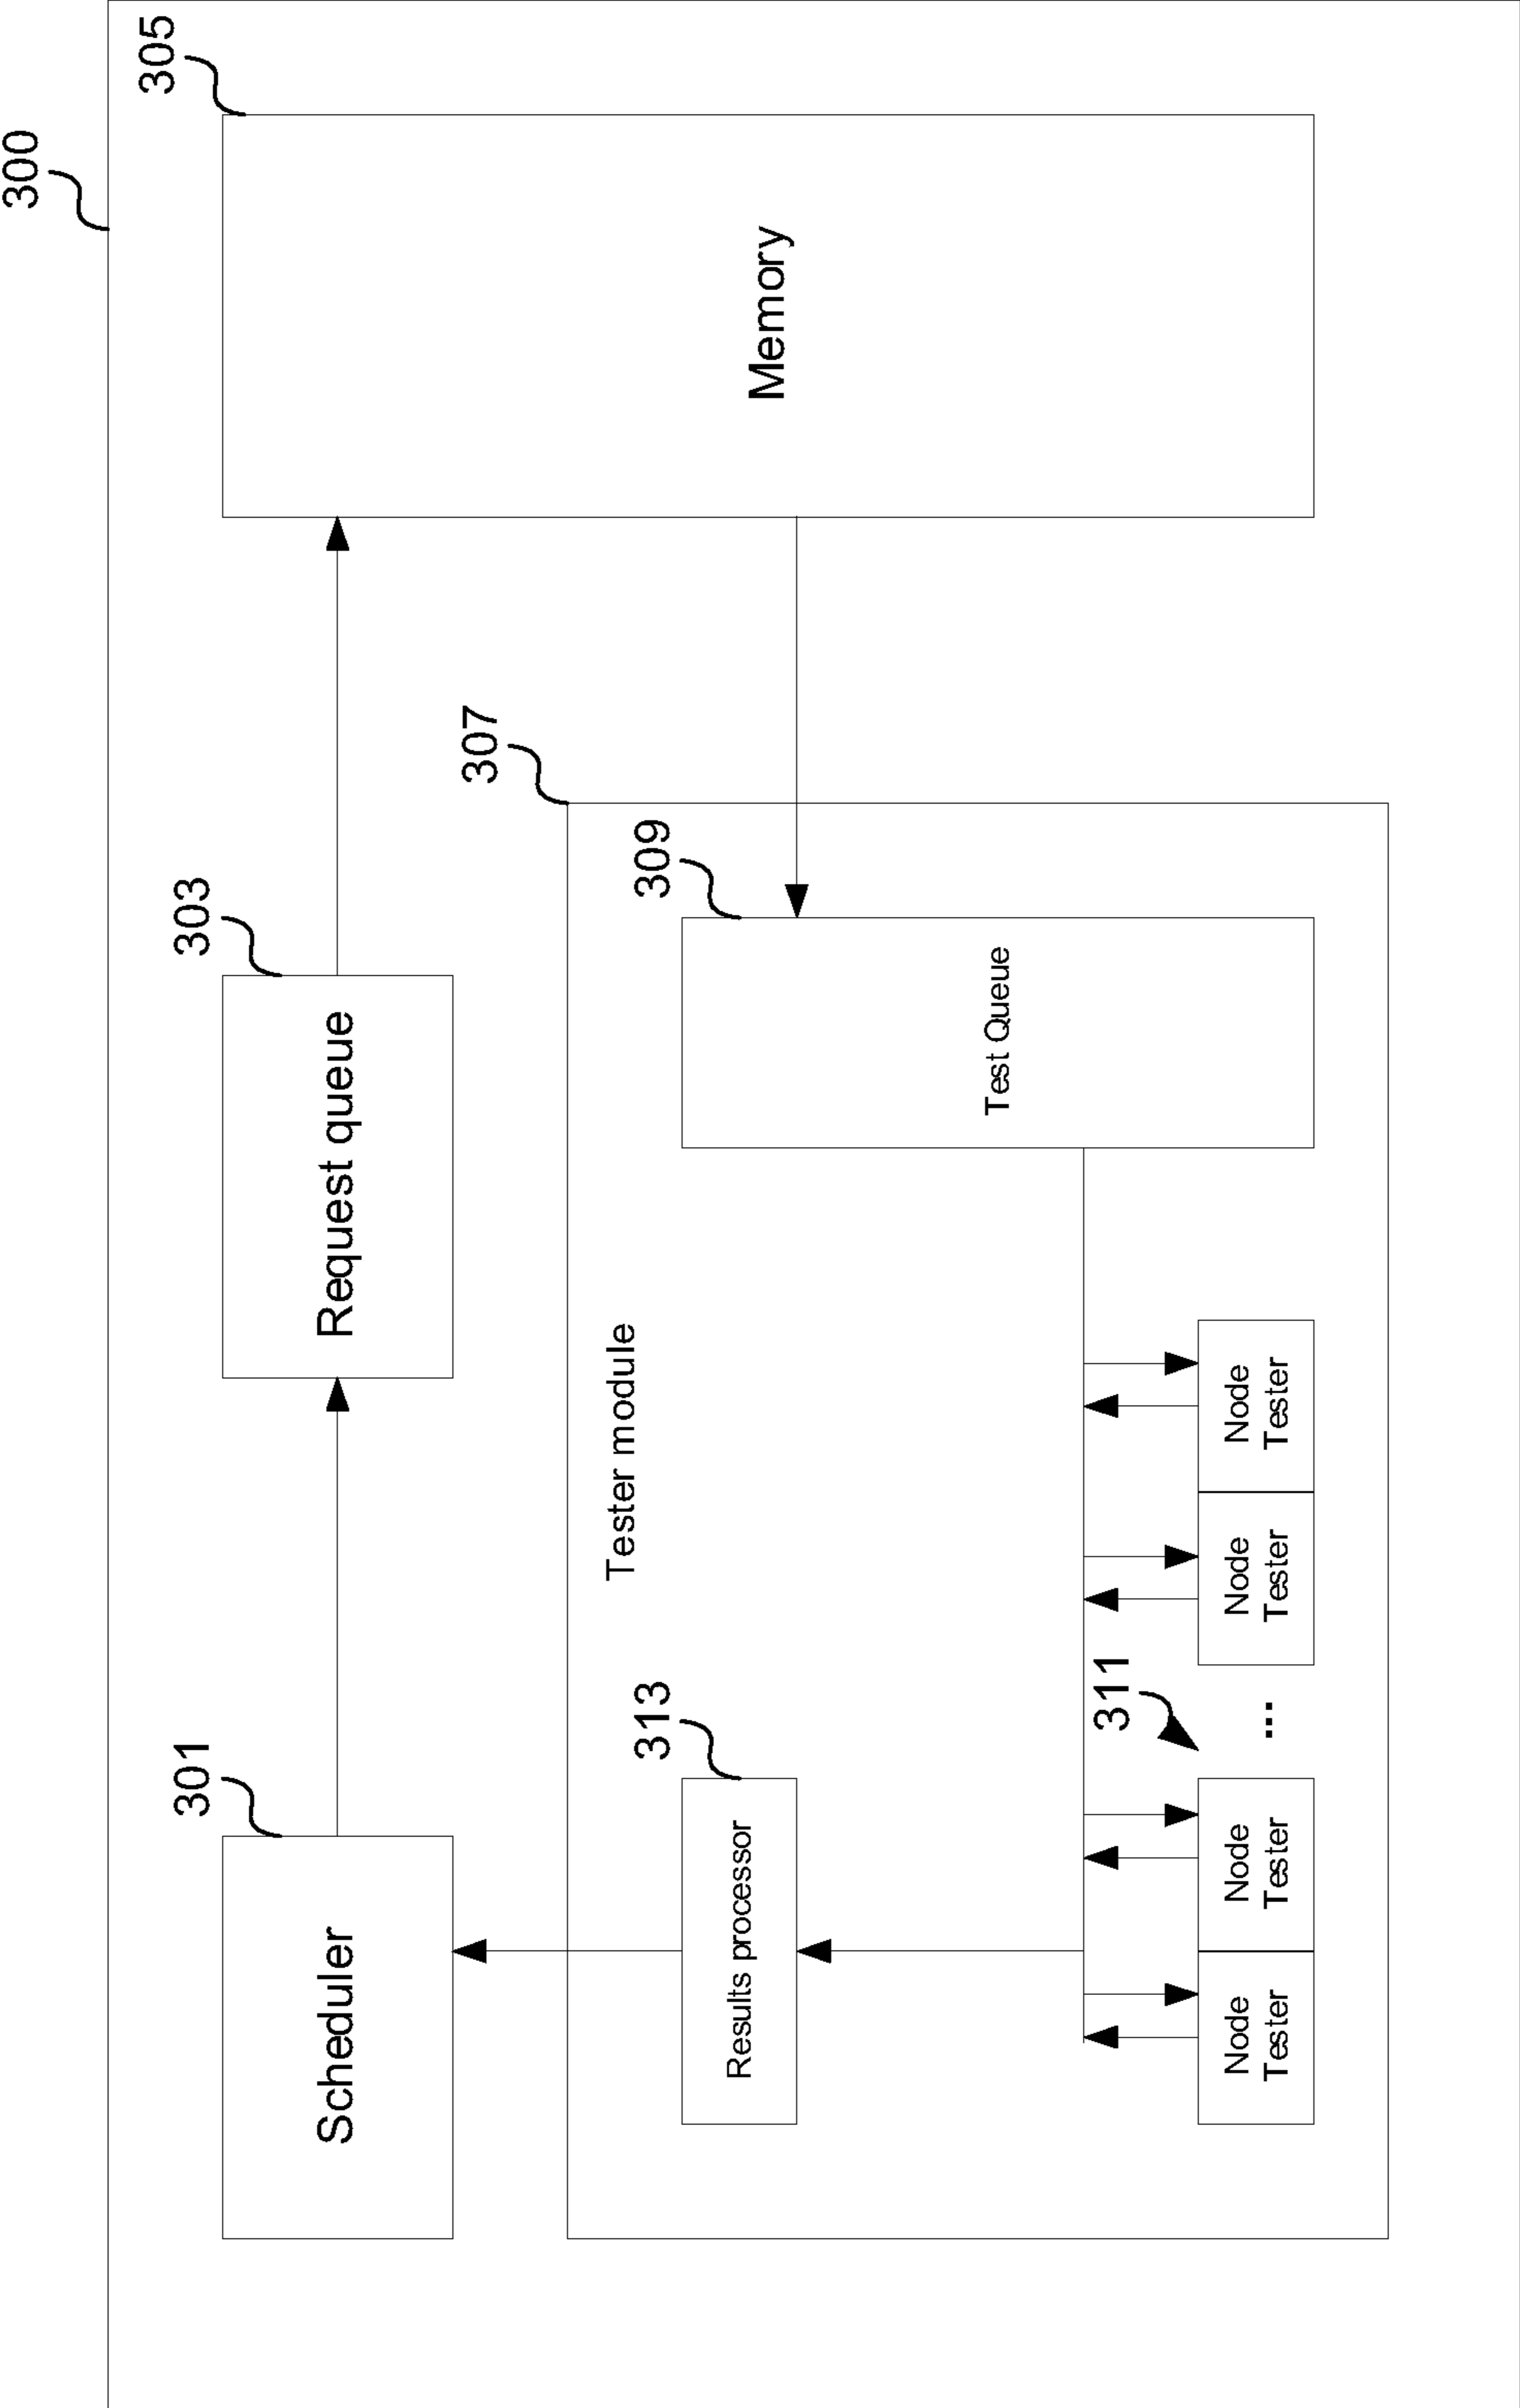 300
305
303
301
Scheduler
Request queue
Memory
307
Tester module
313
309
Results processor
Test Queue
311
Node
Tester
Node
Tester
...
Node
Tester
Node
Tester